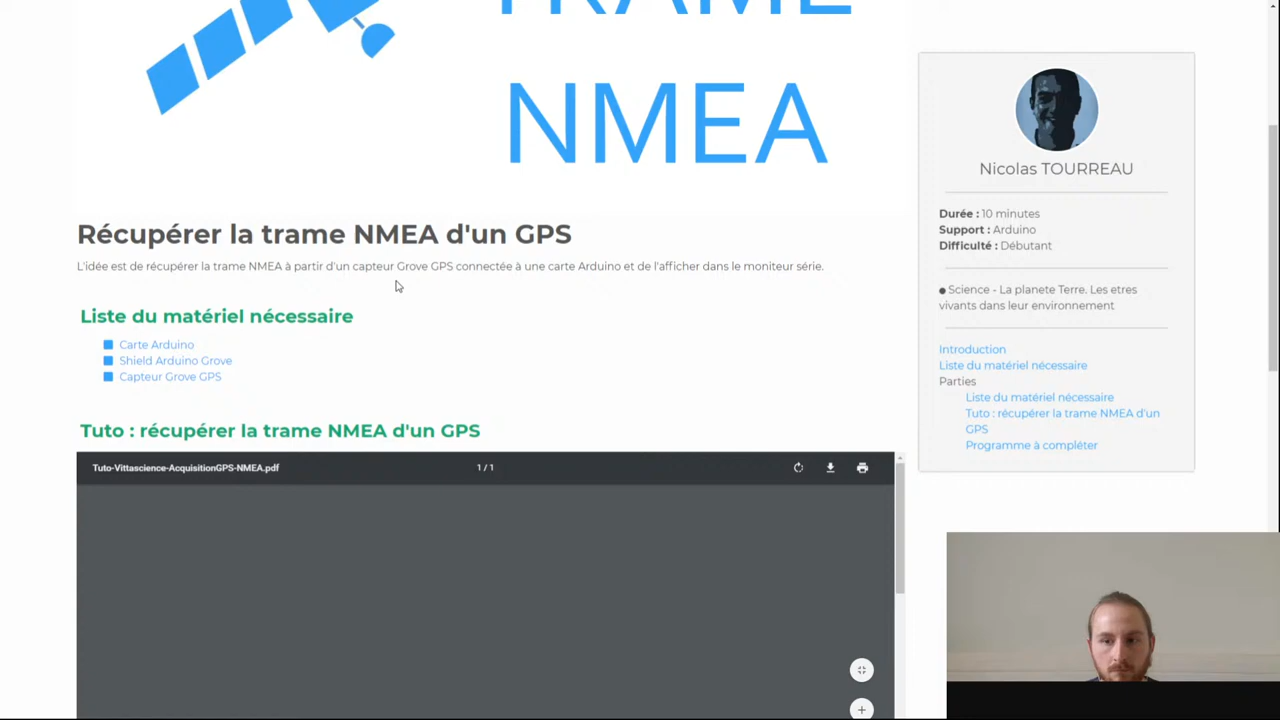 TRAME
NMEA
Récupérer la trame NMEA d'un GPS
L'idée est de récupérer la trame NMEA à partir d'un capteur Grove GPS connectée à une carte Arduino et de l'afficher dans le moniteur série.
Liste du matériel nécessaire
Carte Arduino
Shield Arduino Grove
Capteur Grove GPS
Tuto : récupérer la trame NMEA d'un GPS
Tuto-Vittascience-AcquisitionGPS-NMEA.pdf
1 / 1
Nicolas TOURREAU
Durée : 10 minutes
Support : Arduino
Difficulté : Débutant
Science - La planete Terre. Les etres
vivants dans leur environnement
Introduction
Liste du matériel nécessaire
Parties
Liste du matériel nécessaire
Tuto : récupérer la trame NMEA d'un
GPS
Programme à compléter